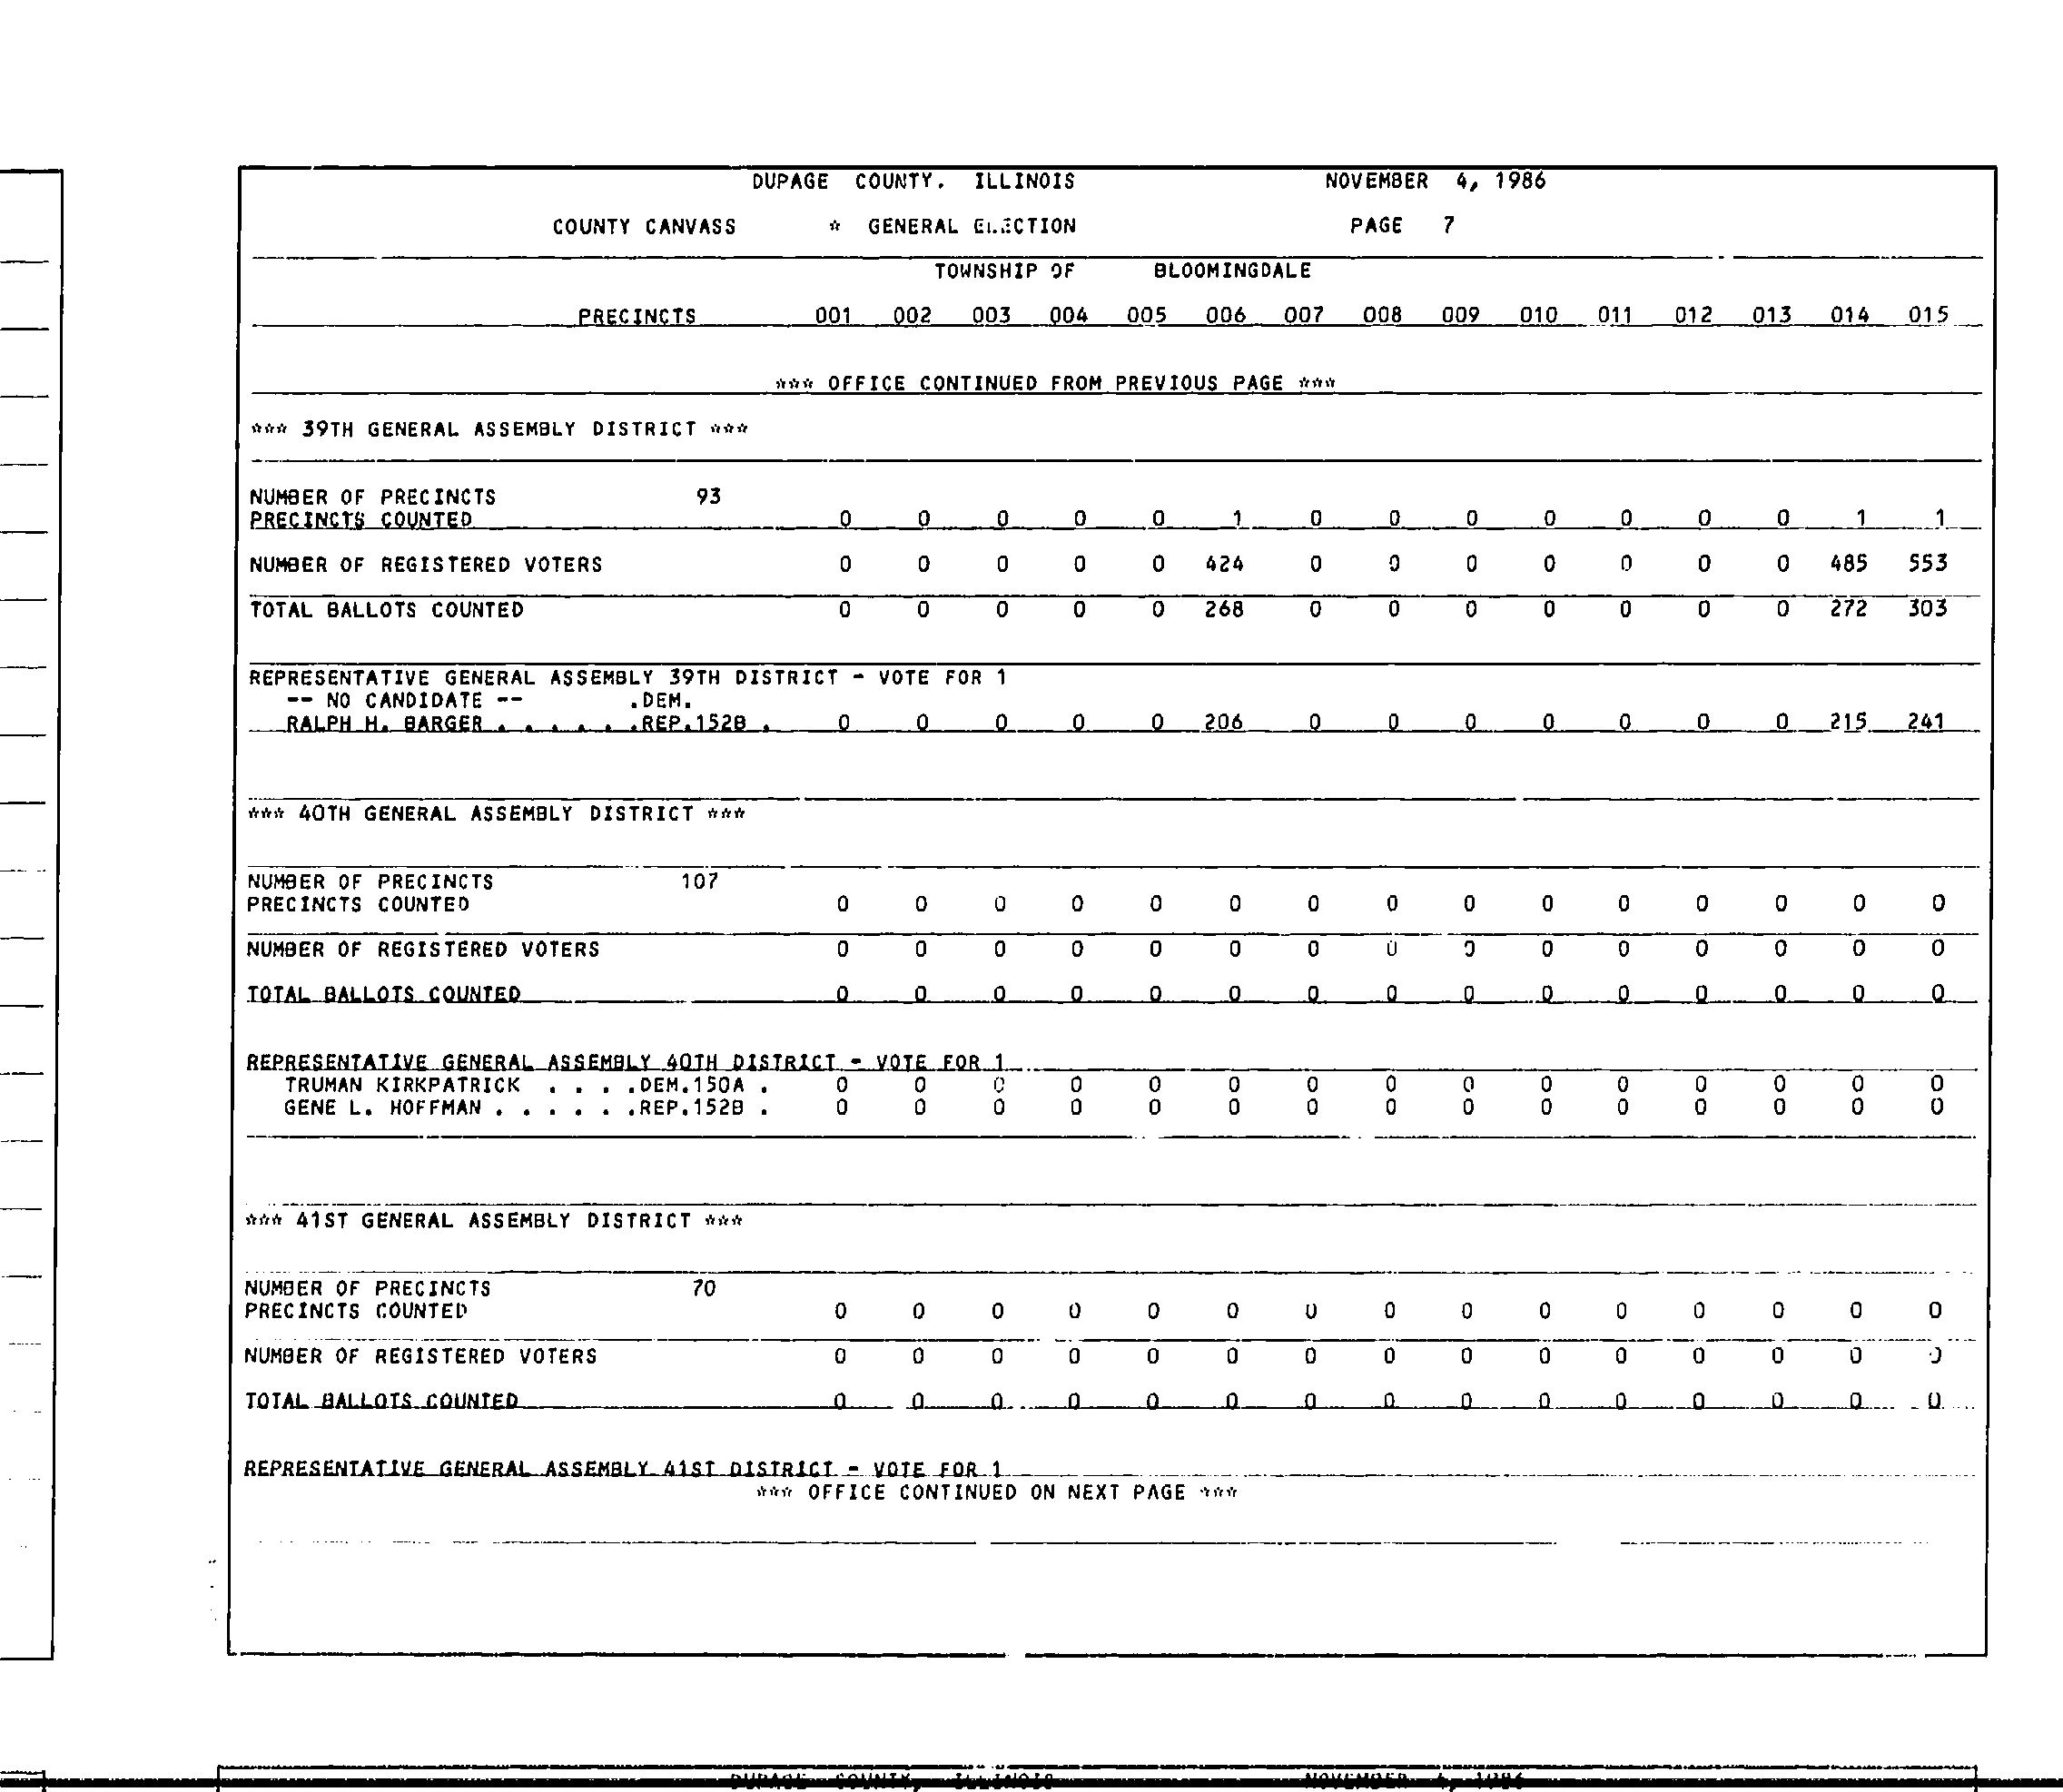 DUPAGE COUNTY, ILLINOIS NOVEMBER 4, 1986
COUNTY CANVASS * GENERAL ELECTION PAGE 7
TOWNSHIP OF BLOOMINGDALE
PRECINCTS 001 002 003 004 005 006 007 008 009 010 011 012 013 014 015
*** OFFICE CONTINUED FROM PREVIOUS PAGE ***
*** 39TH GENERAL ASSEMBLY DISTRICT ***
NUMBER OF PRECINCTS 93
PRECINCTS COUNTED 0 0 0 0 0 1 0 0 0 0 0 0 0 1 1
NUMBER OF REGISTERED VOTERS 0 0 0 0 0 424 0 0 0 0 0 0 0 485 553
TOTAL BALLOTS COUNTED 0 0 0 0 0 268 0 0 0 0 0 0 0 272 303
REPRESENTATIVE GENERAL ASSEMBLY 39TH DISTRICT - VOTE FOR 1
-- NO CANDIDATE -- .DEM.
RALPH H. BARGER . . . . . .REP.152B . 0 0 0 0 0 206 0 0 0 0 0 0 0 215 241
*** 40TH GENERAL ASSEMBLY DISTRICT ***
NUMBER OF PRECINCTS 107
PRECINCTS COUNTED 0 0 0 0 0 0 0 0 0 0 0 0 0 0 0
NUMBER OF REGISTERED VOTERS 0 0 0 0 0 0 0 0 0 0 0 0 0 0 0
TOTAL BALLOTS COUNTED 0 0 0 0 0 0 0 0 0 0 0 0 0 0 0
REPRESENTATIVE GENERAL ASSEMBLY 40TH DISTRICT - VOTE FOR 1
TRUMAN KIRKPATRICK . . . .DEM.150A . 0 0 0 0 0 0 0 0 0 0 0 0 0 0 0
GENE L. HOFFMAN . . . . . .REP.152B . 0 0 0 0 0 0 0 0 0 0 0 0 0 0 0
*** 41ST GENERAL ASSEMBLY DISTRICT ***
NUMBER OF PRECINCTS 70
PRECINCTS COUNTED 0 0 0 0 0 0 0 0 0 0 0 0 0 0 0
NUMBER OF REGISTERED VOTERS 0 0 0 0 0 0 0 0 0 0 0 0 0 0 0
TOTAL BALLOTS COUNTED 0 0 0 0 0 0 0 0 0 0 0 0 0 0 0
REPRESENTATIVE GENERAL ASSEMBLY 41ST DISTRICT - VOTE FOR 1
*** OFFICE CONTINUED ON NEXT PAGE ***
DUPAGE COUNTY, ILLINOIS NOVEMBER 4, 1986